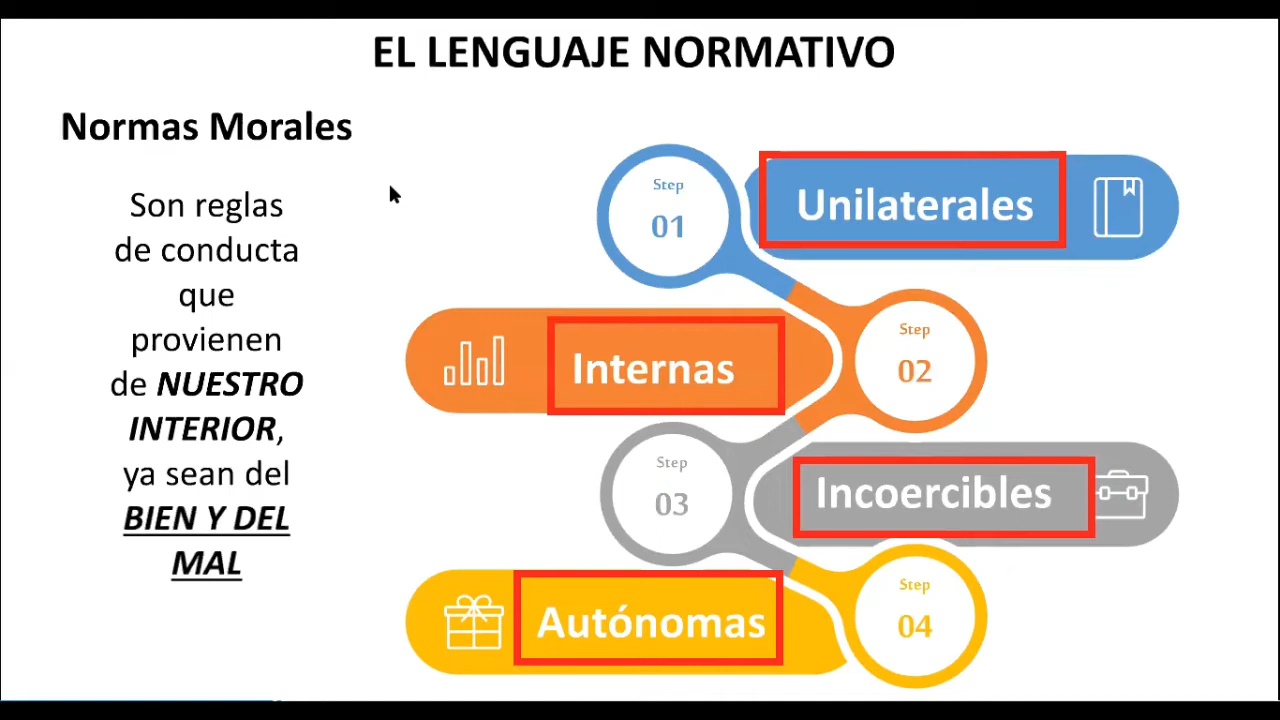 EL LENGUAJE NORMATIVO
Normas Morales
Son reglas
de conducta
que
provienen
de NUESTRO
INTERIOR,
ya sean del
BIEN Y DEL
MAL
Step
01
Unilaterales
Internas
Step
02
Step
03
Incoercibles
Autónomas
Step
04